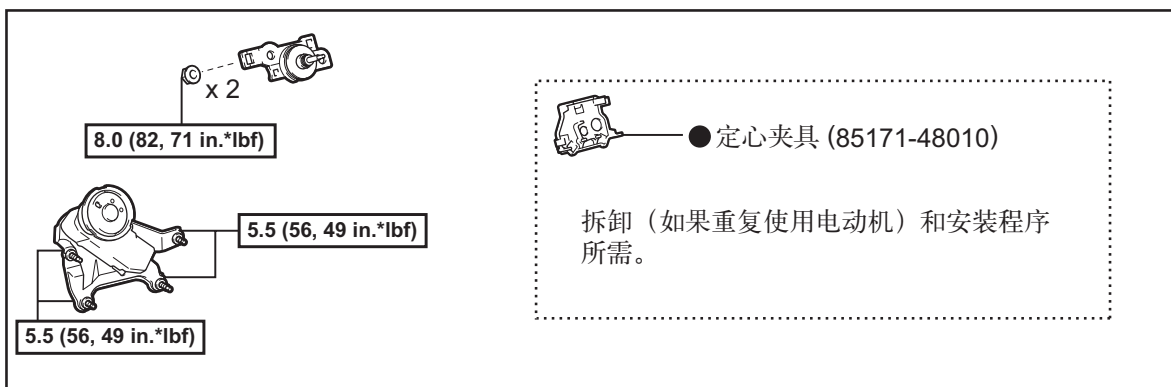 x 2
8.0 (82, 71 in.*lbf)
5.5 (56, 49 in.*lbf)
5.5 (56, 49 in.*lbf)
●定心夹具 (85171-48010)
拆卸（如果重复使用电动机）和安装程序
所需。